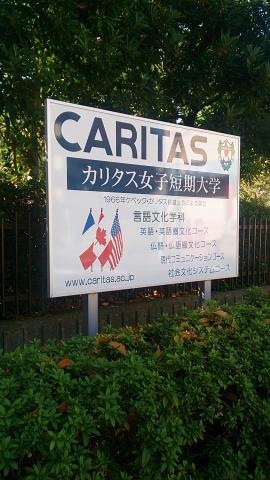 CARITAS
カリタス女子短期大学
1966年ケベック・カリタス修道女会により設立
言語文化学科
英語・英語圏文化コース
仏語・仏語圏文化コース
現代コミュニケーションコース
社会文化システムコース
www.caritas.ac.jp